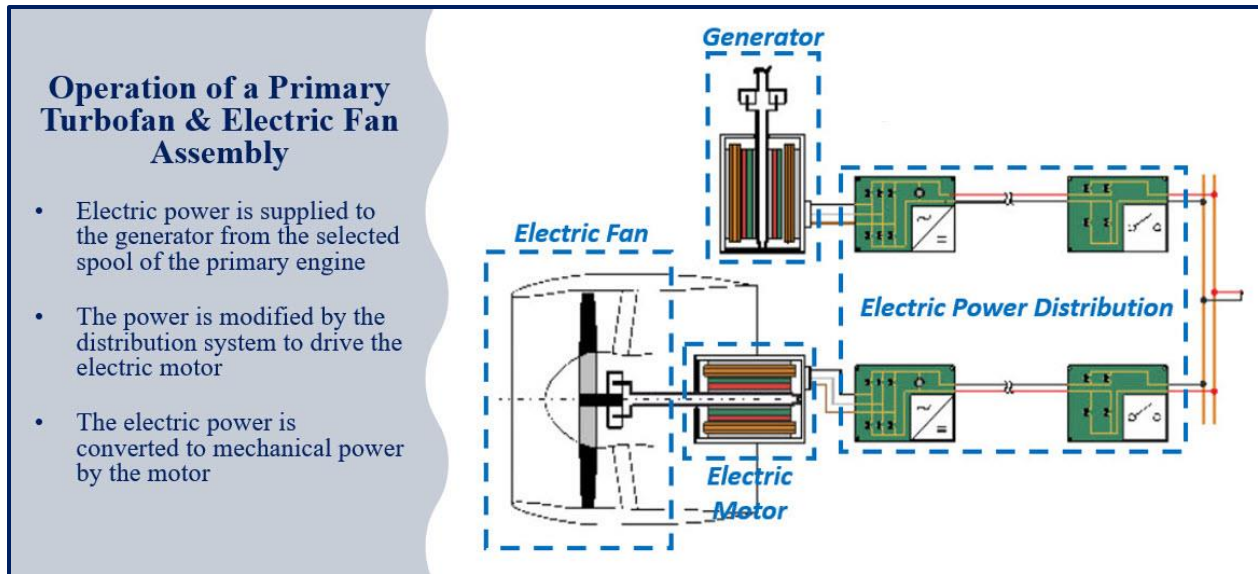 Operation of a Primary
Turbofan & Electric Fan
Assembly
• Electric power is supplied to
the generator from the selected
spool of the primary engine
• The power is modified by the
distribution system to drive the
electric motor
• The electric power is
converted to mechanical power
by the motor
Generator
Electric Fan
Electric Power Distribution
Electric
Motor